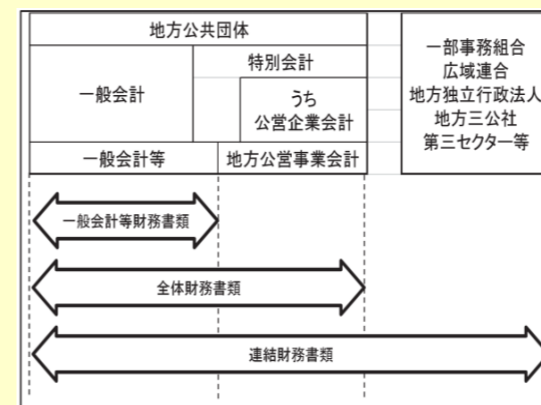 地方公共団体
一般会計
特別会計
うち
公営企業会計
一般会計等
地方公営事業会計
一部事務組合
広域連合
地方独立行政法人
地方三公社
第三セクター等
一般会計等財務書類
全体財務書類
連結財務書類